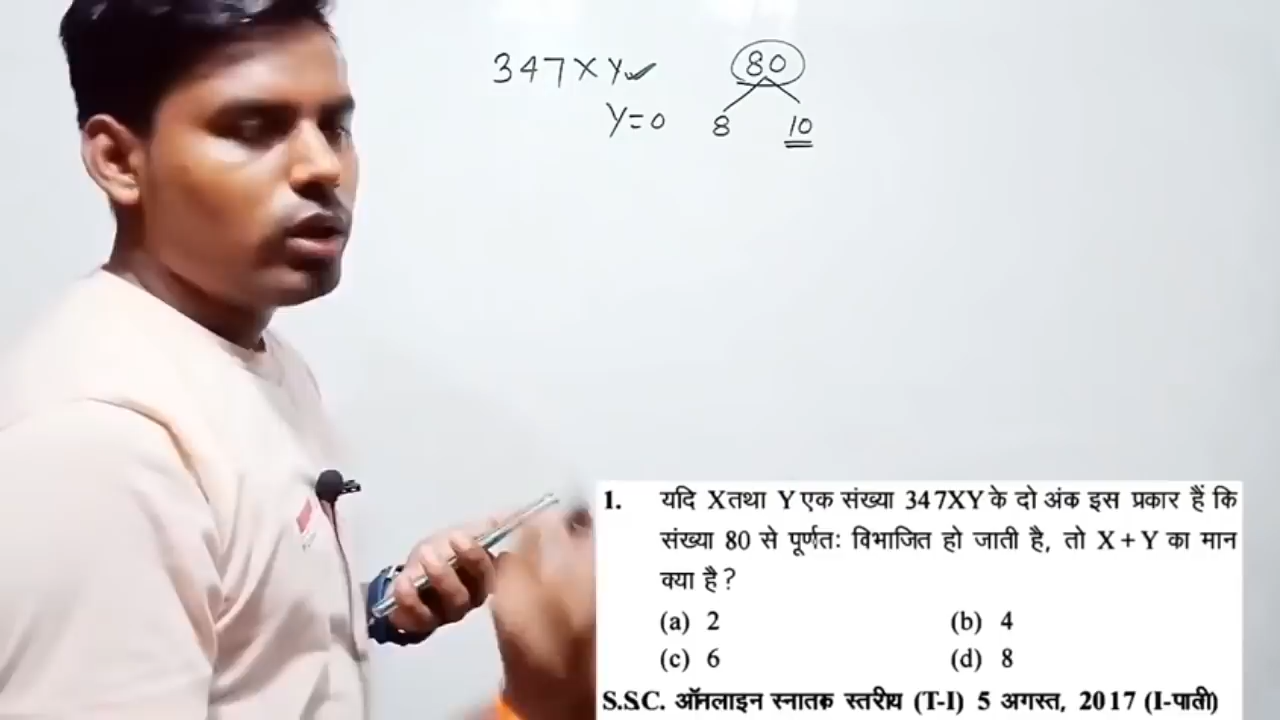 347XY✓
80
Y=0
8 10
1. यदि X तथा Y एक संख्या 347XY के दो अंक इस प्रकार हैं कि
संख्या 80 से पूर्णतः विभाजित हो जाती है, तो X + Y का मान
क्या है ?
(a) 2 (b) 4
(c) 6 (d) 8
S.S.C. ऑनलाइन स्नातक स्तरीय (T-I) 5 अगस्त, 2017 (I-पाली)